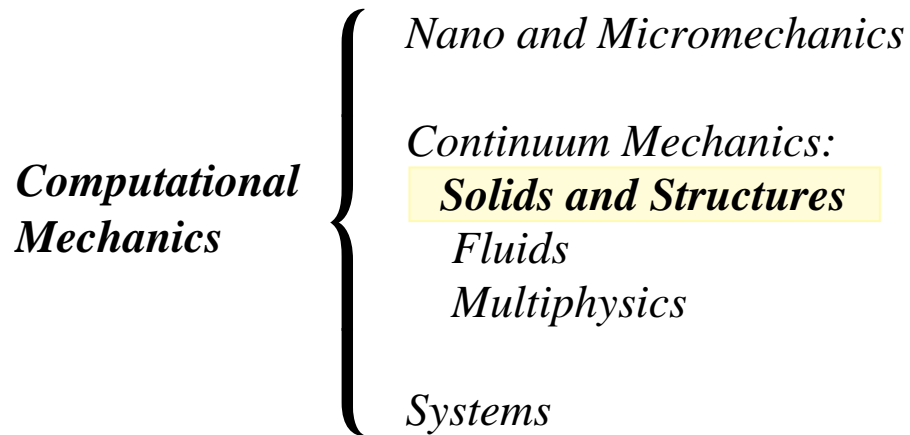 Nano and Micromechanics
Continuum Mechanics:
Computational
Mechanics
Solids and Structures
Fluids
Multiphysics
Systems